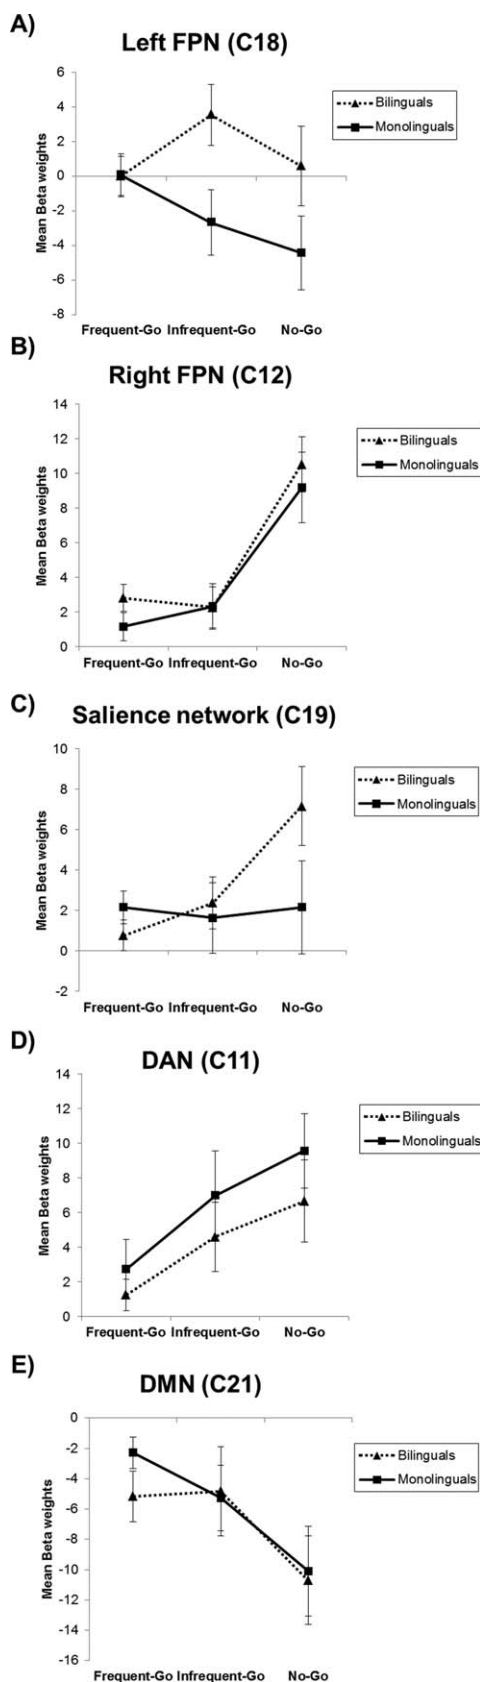 A)
Left FPN (C18)
Mean Beta weights
6
4
2
0
-2
-4
-6
-8
Bilinguals
Monolinguals
Frequent-Go Infrequent-Go No-Go
B)
Right FPN (C12)
Mean Beta weights
14
12
10
8
6
4
2
0
Bilinguals
Monolinguals
Frequent-Go Infrequent-Go No-Go
C)
Salience network (C19)
Mean Beta weights
10
8
6
4
2
0
-2
Bilinguals
Monolinguals
Frequent-Go Infrequent-Go No-Go
D)
DAN (C11)
Mean Beta weights
14
12
10
8
6
4
2
0
Bilinguals
Monolinguals
Frequent-Go Infrequent-Go No-Go
E)
DMN (C21)
Mean Beta weights
0
-2
-4
-6
-8
-10
-12
-14
-16
Bilinguals
Monolinguals
Frequent-Go Infrequent-Go No-Go